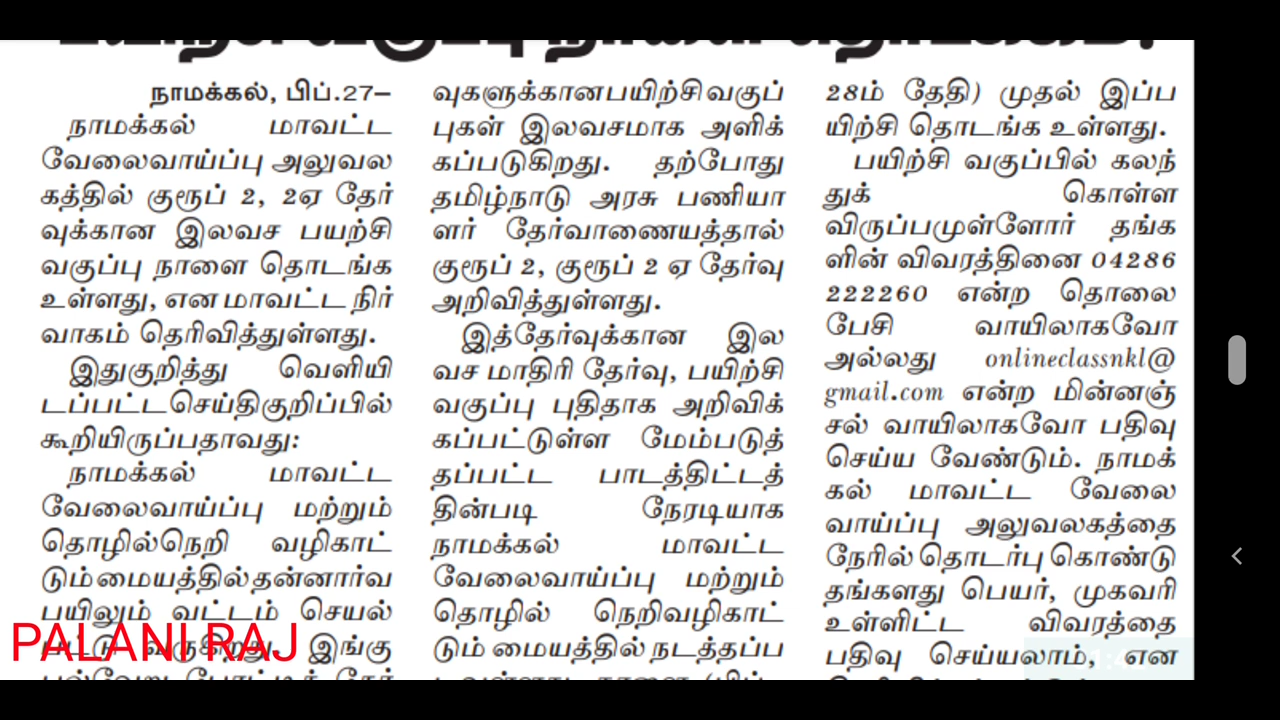 நாமக்கல், பிப்.27–
நாமக்கல் மாவட்ட
வேலைவாய்ப்பு அலுவல
கத்தில் குரூப் 2, 2ஏ தேர்
வுக்கான இலவச பயற்சி
வகுப்பு நாளை தொடங்க
உள்ளது, என மாவட்ட நிர்
வாகம் தெரிவித்துள்ளது.
இதுகுறித்து வெளியி
டப்பட்டசெய்திகுறிப்பில்
கூறியிருப்பதாவது:
நாமக்கல் மாவட்ட
வேலைவாய்ப்பு மற்றும்
தொழில்நெறி வழிகாட்
டும்மையத்தில்தன்னார்வ
பயிலும் வட்டம் செயல்
பட்டு வருகிறது. இங்கு
வுகளுக்கானபயிற்சிவகுப்
புகள் இலவசமாக அளிக்
கப்படுகிறது. தற்போது
தமிழ்நாடு அரசு பணியா
ளர் தேர்வாணையத்தால்
குரூப் 2, குரூப் 2 ஏ தேர்வு
அறிவித்துள்ளது.
இத்தேர்வுக்கான இல
வச மாதிரி தேர்வு, பயிற்சி
வகுப்பு புதிதாக அறிவிக்
கப்பட்டுள்ள மேம்படுத்
தப்பட்ட பாடத்திட்டத்
தின்படி நேரடியாக
நாமக்கல் மாவட்ட
வேலைவாய்ப்பு மற்றும்
தொழில் நெறிவழிகாட்
டும் மையத்தில் நடத்தப்ப
28ம் தேதி) முதல் இப்ப
யிற்சி தொடங்க உள்ளது.
பயிற்சி வகுப்பில் கலந்
துக் கொள்ள
விருப்பமுள்ளோர் தங்க
ளின் விவரத்தினை 04286
222260 என்ற தொலை
பேசி வாயிலாகவோ
அல்லது onlineclassnkl@
gmail.com என்ற மின்னஞ்
சல் வாயிலாகவோ பதிவு
செய்ய வேண்டும். நாமக்
கல் மாவட்ட வேலை
வாய்ப்பு அலுவலகத்தை
நேரில் தொடர்பு கொண்டு
தங்களது பெயர், முகவரி
உள்ளிட்ட விவரத்தை
பதிவு செய்யலாம், என
PALANI RAJ